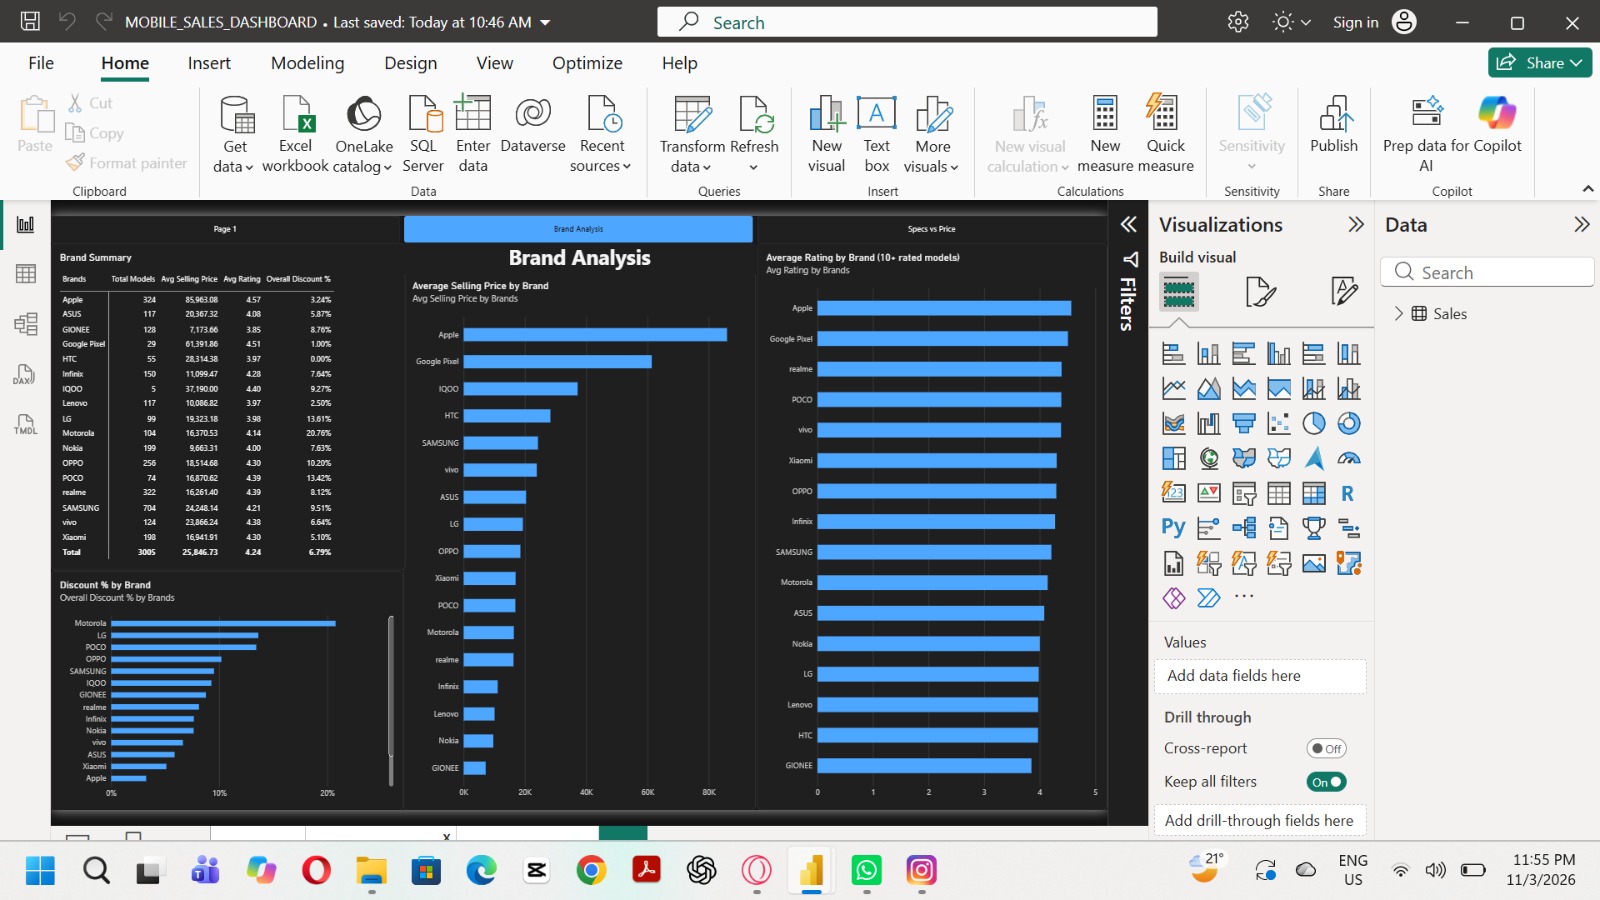 MOBILE_SALES_DASHBOARD • Last saved: Today at 10:46 AM
Search
Sign in
File Home Insert Modeling Design View Optimize Help
Share
Paste
Cut
Copy
Format painter
Clipboard
Get data
Excel workbook
OneLake catalog
SQL Server
Enter data
Dataverse
Recent sources
Data
Transform data
Refresh
Queries
New visual
Text box
More visuals
Insert
New visual calculation
New measure
Quick measure
Calculations
Sensitivity
Sensitivity
Publish
Share
Prep data for AI
Copilot
Copilot
DAX
TMDL
Page 1
Brand Analysis
Specs vs Price
Brand Summary
Brands Total Models Avg Selling Price Avg Rating Overall Discount %
Apple 324 85,963.08 4.57 3.24%
ASUS 117 20,367.32 4.08 5.87%
GIONEE 128 7,173.66 3.85 8.76%
Google Pixel 29 61,391.86 4.51 1.00%
HTC 55 28,314.38 3.97 0.00%
Infinix 150 11,099.47 4.28 7.64%
IQOO 5 37,190.00 4.40 9.27%
Lenovo 117 10,086.82 3.97 2.50%
LG 99 19,323.18 3.98 13.61%
Motorola 104 16,370.53 4.14 20.76%
Nokia 199 9,663.31 4.00 7.63%
OPPO 256 18,514.68 4.30 10.20%
POCO 74 16,870.62 4.39 13.42%
realme 322 16,261.40 4.39 8.12%
SAMSUNG 704 24,248.14 4.21 9.51%
vivo 124 23,866.24 4.38 6.64%
Xiaomi 198 16,941.91 4.30 5.10%
Total 3005 25,846.73 4.24 6.79%
Discount % by Brand
Overall Discount % by Brands
Motorola
LG
POCO
OPPO
SAMSUNG
IQOO
GIONEE
realme
Infinix
Nokia
vivo
ASUS
Xiaomi
Apple
0% 10% 20%
Brand Analysis
Average Selling Price by Brand
Avg Selling Price by Brands
Apple
Google Pixel
IQOO
HTC
SAMSUNG
vivo
ASUS
LG
OPPO
Xiaomi
POCO
Motorola
realme
Infinix
Lenovo
Nokia
GIONEE
0K 20K 40K 60K 80K
Average Rating by Brand (10+ rated models)
Avg Rating by Brands
Apple
Google Pixel
realme
POCO
vivo
Xiaomi
OPPO
Infinix
SAMSUNG
Motorola
ASUS
Nokia
LG
Lenovo
HTC
GIONEE
0 1 2 3 4 5
Filters
Visualizations
Build visual
123
R
Py
Values
Add data fields here
Drill through
Cross-report Off
Keep all filters On
Add drill-through fields here
Data
Search
Sales
21°
ENG
US
11:55 PM
11/3/2026